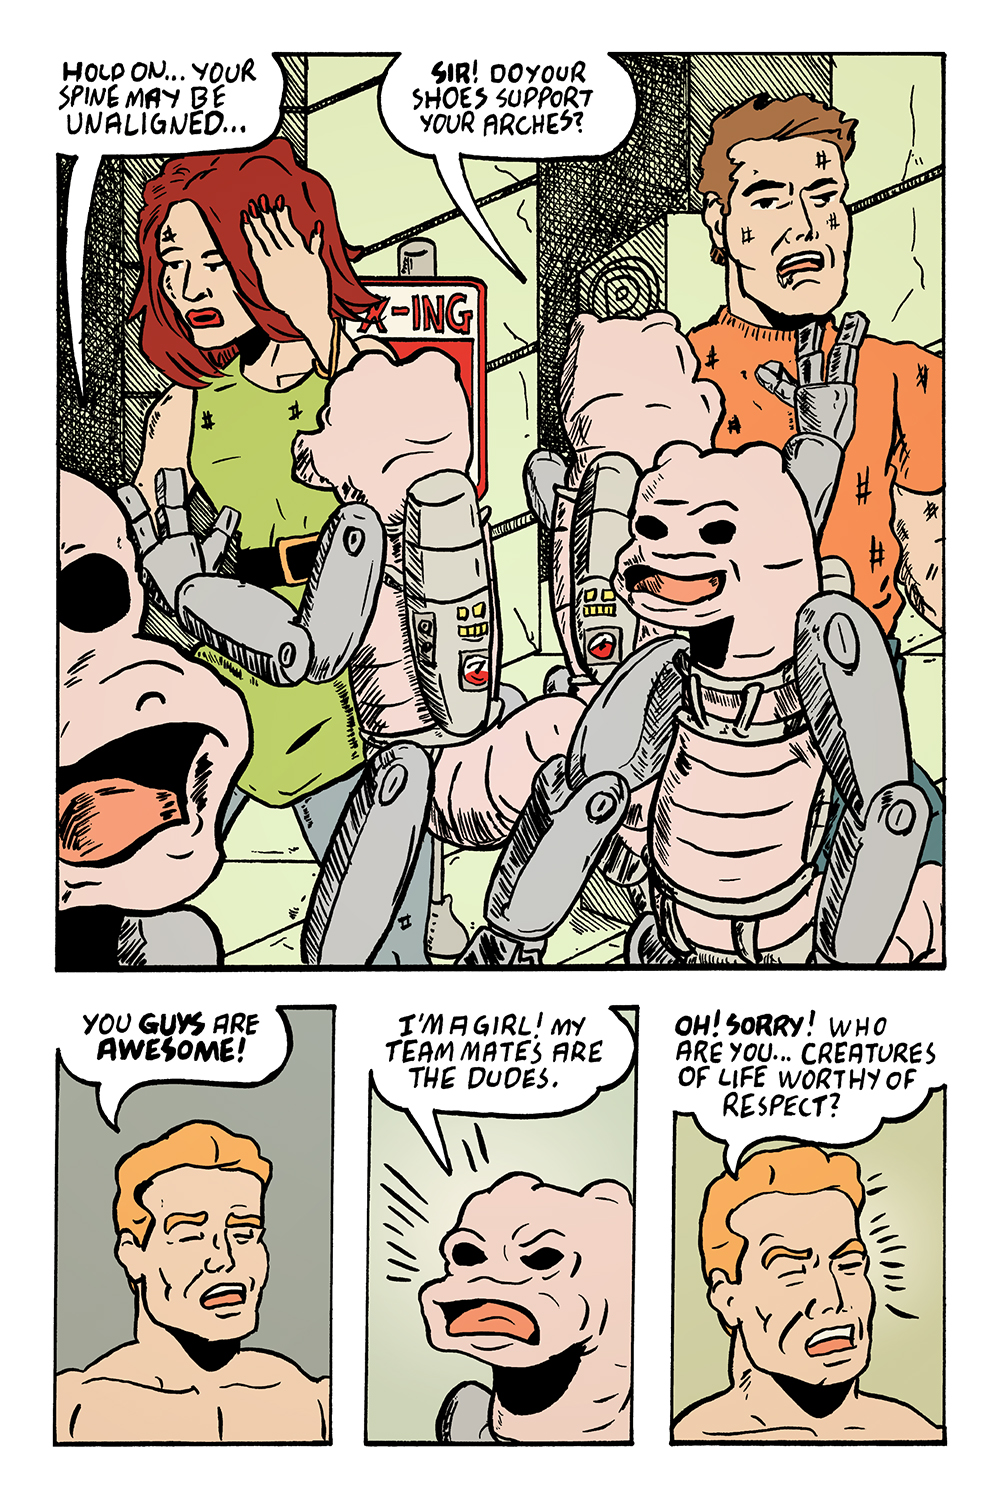 HOLD ON... YOUR
SPINE MAY BE
UNALIGNED...
SIR! DO YOUR
SHOES SUPPORT
YOUR ARCHES?
X-ING
YOU GUYS ARE
AWESOME!
I'M A GIRL! MY
TEAM MATES ARE
THE DUDES.
OH! SORRY! WHO
ARE YOU... CREATURES
OF LIFE WORTHY OF
RESPECT?